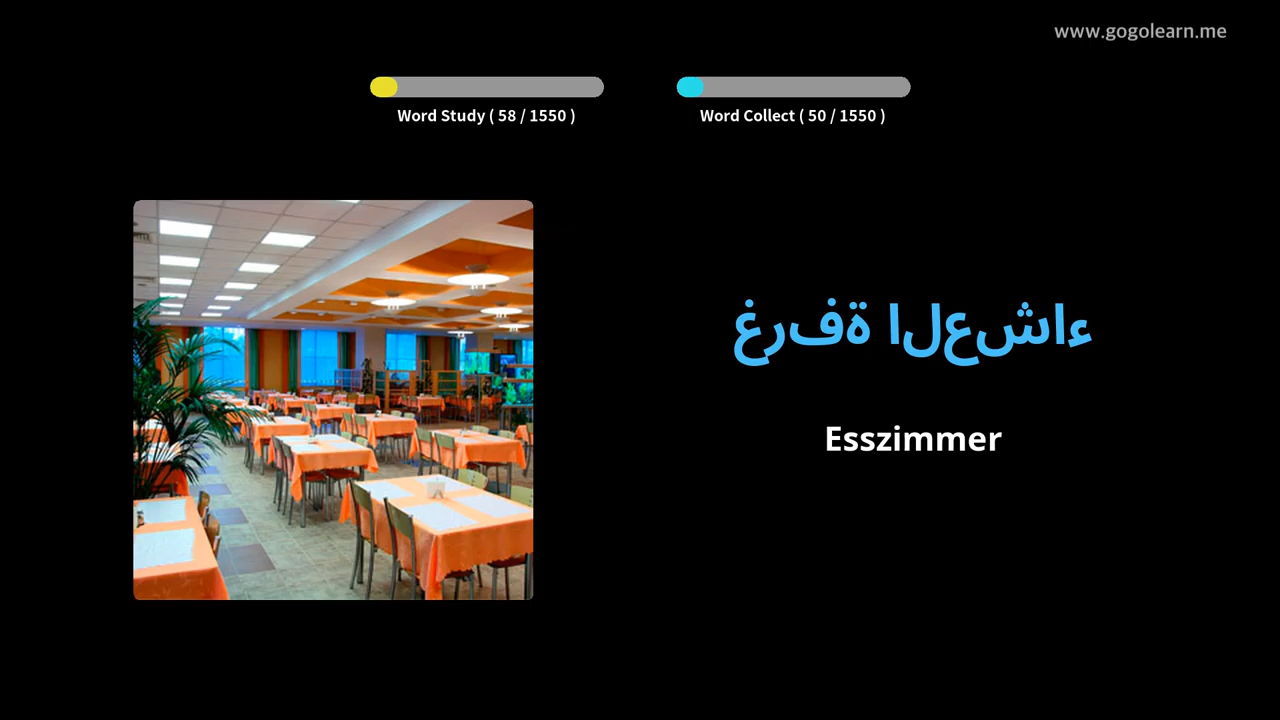 www.gogolearn.me
Word Study ( 58 / 1550 )
Word Collect ( 50 / 1550 )
غرفة العشاء
Esszimmer